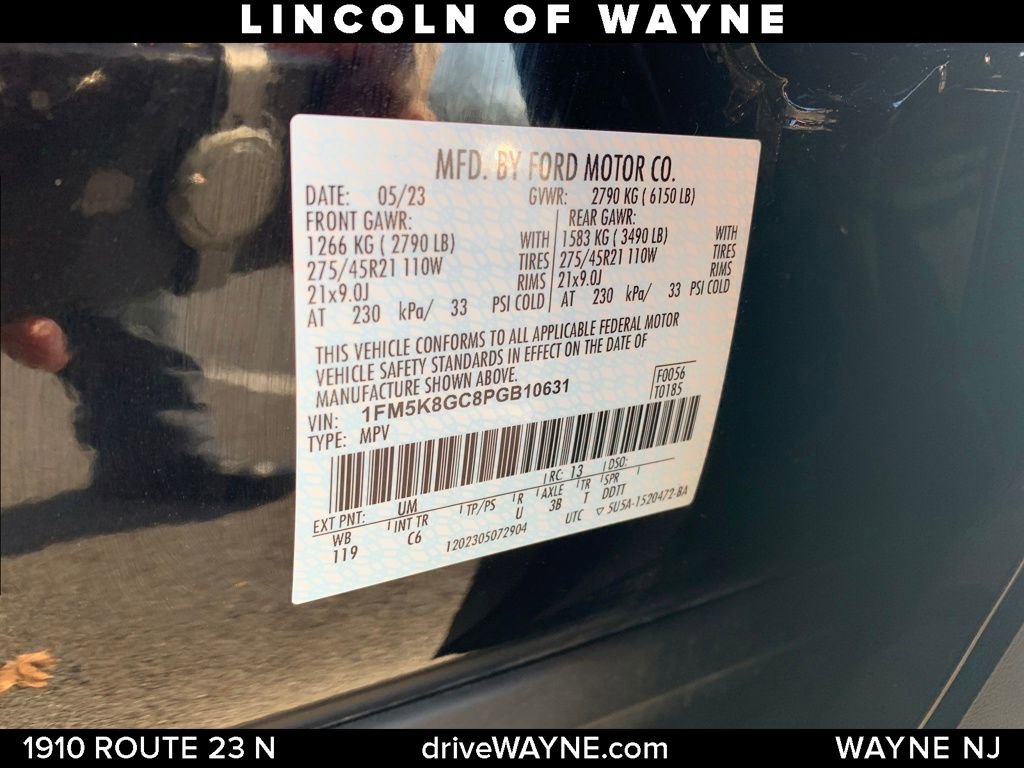 LINCOLN OF WAYNE
MFD. BY FORD MOTOR CO.
DATE: 05/23 GVWR: 2790 KG ( 6150 LB)
FRONT GAWR: REAR GAWR:
1266 KG ( 2790 LB) WITH 1583 KG ( 3490 LB) WITH
275/45R21 110W TIRES 275/45R21 110W TIRES
21x9.0J RIMS 21x9.0J RIMS
AT 230 kPa/ 33 PSI COLD AT 230 kPa/ 33 PSI COLD
THIS VEHICLE CONFORMS TO ALL APPLICABLE FEDERAL MOTOR
VEHICLE SAFETY STANDARDS IN EFFECT ON THE DATE OF
MANUFACTURE SHOWN ABOVE.
VIN: 1FM5K8GC8PGB10631 F0056
TYPE: MPV T0185
EXT PNT: UM RC: 13 DSO:
WB INT TR TP/PS R AXLE TR SPR
119 C6 U 3B T DDTT
1202305072904 UTC ▽ 5U5A-1520472-BA
1910 ROUTE 23 N driveWAYNE.com WAYNE NJ